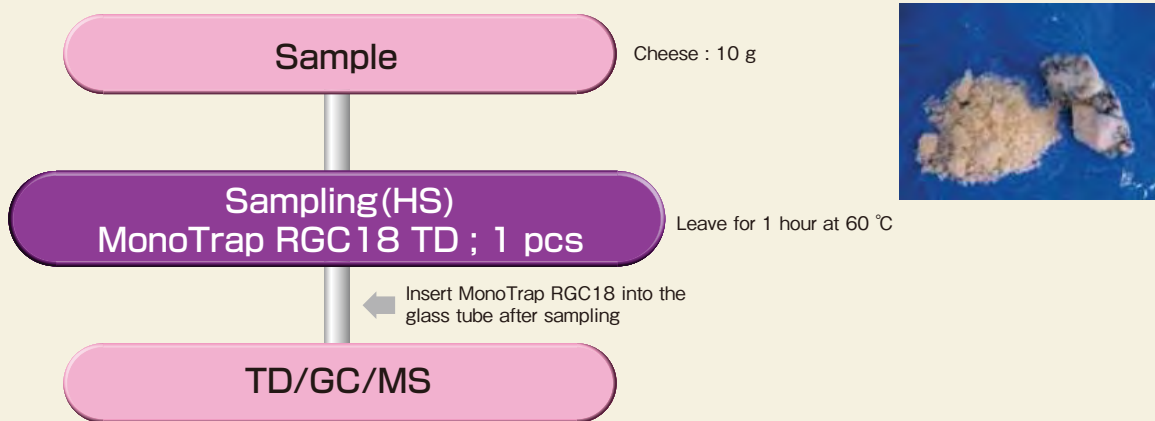 Sample
Cheese : 10 g
Sampling(HS)
MonoTrap RGC18 TD ; 1 pcs
Leave for 1 hour at 60 ℃
Insert MonoTrap RGC18 into the
glass tube after sampling
TD/GC/MS